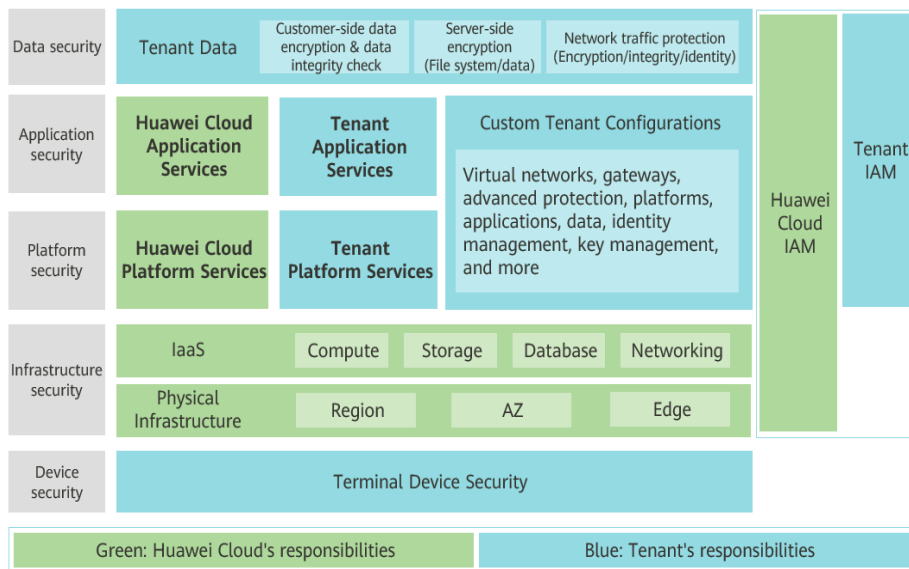 Data security
Tenant Data
Customer-side data
encryption & data
integrity check
Server-side
encryption
(File system/data)
Network traffic protection
(Encryption/integrity/identity)
Application
security
Huawei Cloud
Application
Services
Tenant
Application
Services
Custom Tenant Configurations
Virtual networks, gateways,
advanced protection, platforms,
applications, data, identity
management, key management,
and more
Platform
security
Huawei Cloud
Platform Services
Tenant
Platform Services
Huawei
Cloud
IAM
Tenant
IAM
Infrastructure
security
IaaS
Compute
Storage
Database
Networking
Physical
Infrastructure
Region
AZ
Edge
Device
security
Terminal Device Security
Green: Huawei Cloud's responsibilities
Blue: Tenant's responsibilities